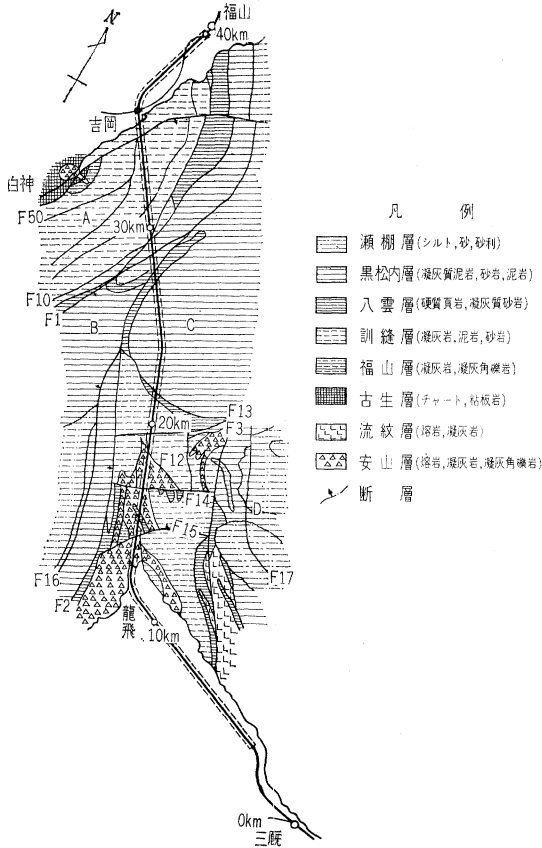 N
福山
40km
吉岡
白神
F50
A
30km
F10
F1
B
C
F13
20km
F3
F12
F14
D
F15
F16
F17
F2
龍飛
10km
0km
三厩
凡 例
瀬棚層(シルト,砂,砂利)
黒松内層(凝灰質泥岩,砂岩,泥岩)
八雲層(硬質頁岩,凝灰質砂岩)
訓縫層(凝灰岩,泥岩,砂岩)
福山層(凝灰岩,凝灰角礫岩)
古生層(チャート,粘板岩)
流紋層(溶岩,凝灰岩)
安山層(溶岩,凝灰岩,凝灰角礫岩)
断層